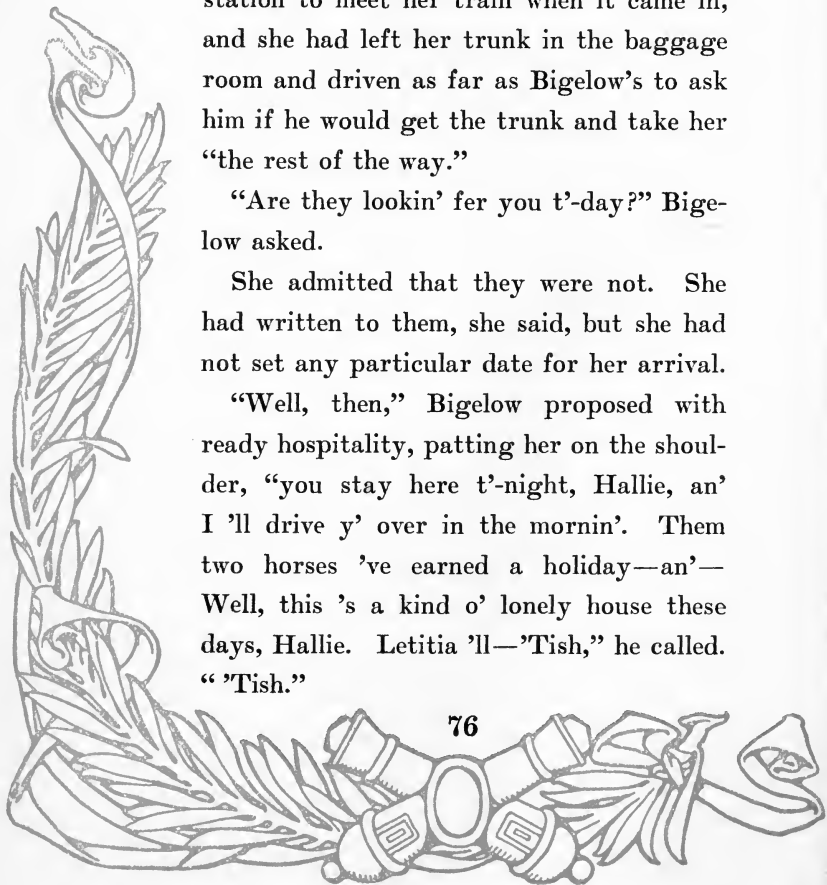 station to meet her train when it came in,
and she had left her trunk in the baggage
room and driven as far as Bigelow's to ask
him if he would get the trunk and take her
“the rest of the way.”
“Are they lookin’ fer you t’-day?” Bige-
low asked.
She admitted that they were not. She
had written to them, she said, but she had
not set any particular date for her arrival.
“Well, then,” Bigelow proposed with
ready hospitality, patting her on the shoul-
der, “you stay here t’-night, Hallie, an’
I ’ll drive y’ over in the mornin’. Them
two horses ’ve earned a holiday—an’—
Well, this ’s a kind o’ lonely house these
days, Hallie. Letitia ’ll—’Tish,” he called.
“ ’Tish.”
76